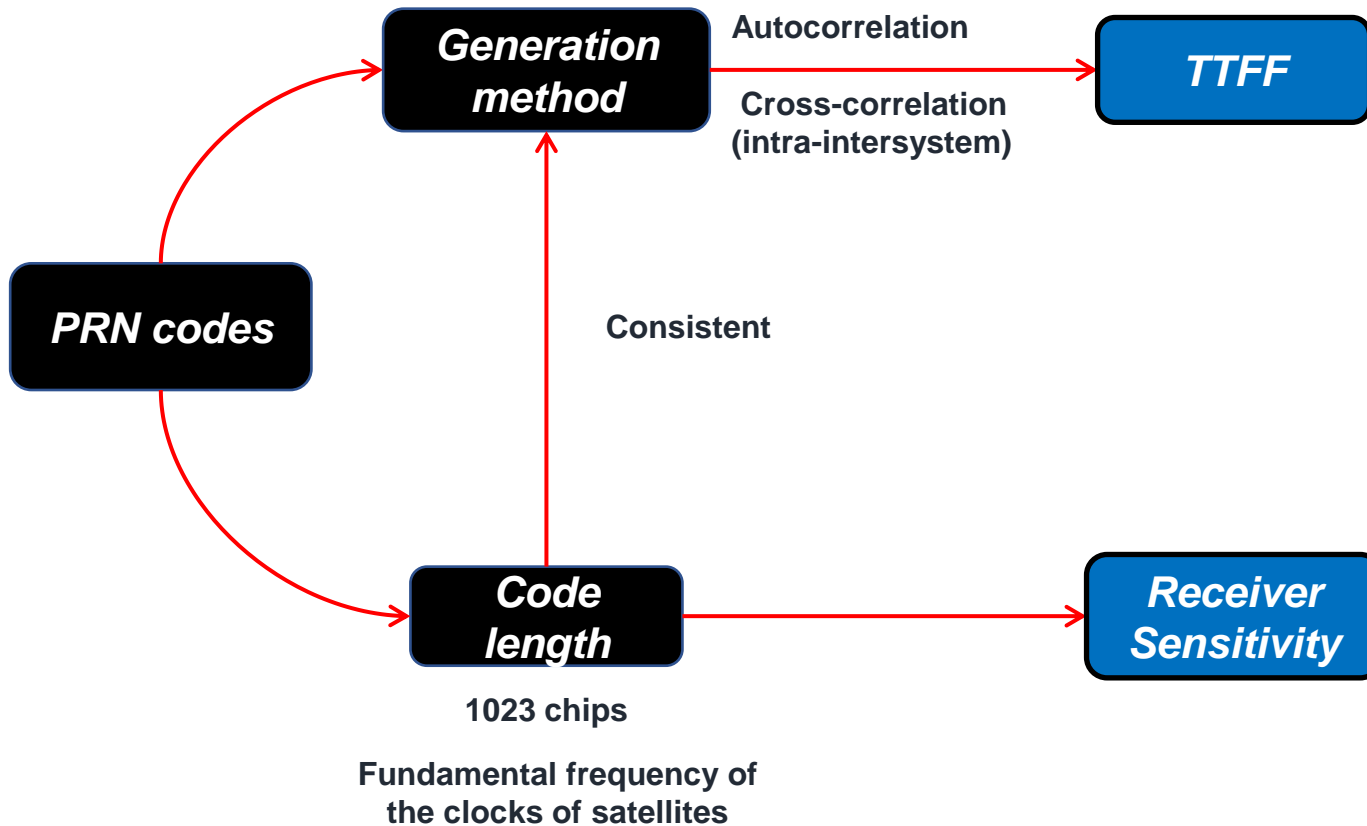 Generation
method
Autocorrelation
Cross-correlation
(intra-intersystem)
TTFF
PRN codes
Consistent
Code
length
1023 chips
Fundamental frequency of
the clocks of satellites
Receiver
Sensitivity